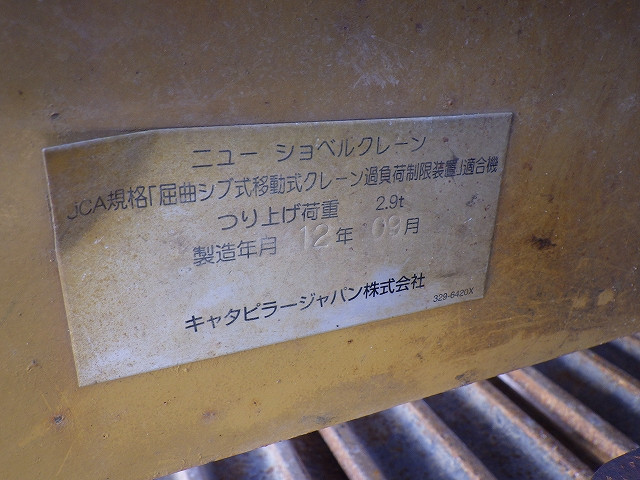 ニュー ショベルクレーン
JCA規格「屈曲ジブ式移動式クレーン過負荷制限装置」適合機
つり上げ荷重 2.9t
製造年月 12年 09月
キャタピラージャパン株式会社
329-6420X